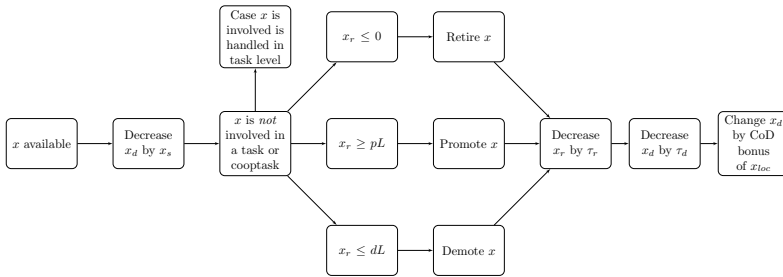 Case x is
involved is
handled in
task level
x_r ≤ 0
Retire x
x available
Decrease
x_d by x_s
x is not
involved in
a task or
cooptask
x_r ≥ pL
Promote x
Decrease
x_r by τ_r
Decrease
x_d by τ_d
Change x_d
by CoD
bonus
of x_loc
x_r ≤ dL
Demote x